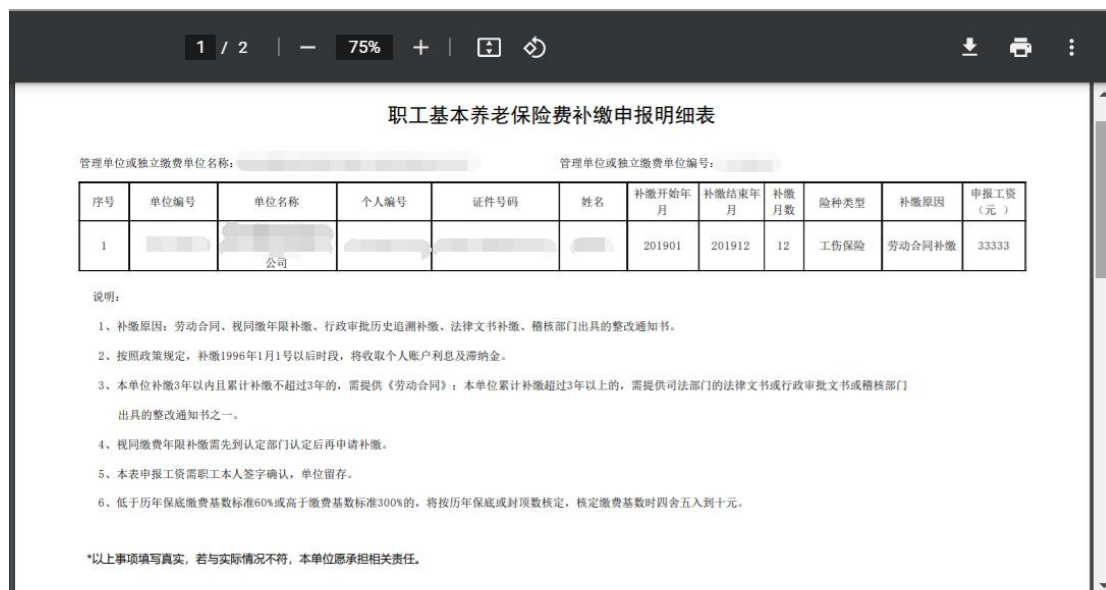 1 / 2 | — 75% + |
职工基本养老保险费补缴申报明细表
管理单位或独立缴费单位名称： 管理单位或独立缴费单位编号：
序号 单位编号 单位名称 个人编号 证件号码 姓名 补缴开始年月 补缴结束年月 补缴月数 险种类型 补缴原因 申报工资（元 ）
1 公司 201901 201912 12 工伤保险 劳动合同补缴 33333
说明：
1、补缴原因：劳动合同、视同缴年限补缴、行政审批历史追溯补缴、法律文书补缴、稽核部门出具的整改通知书。
2、按照政策规定，补缴1996年1月1号以后时段，将收取个人账户利息及滞纳金。
3、本单位补缴3年以内且累计补缴不超过3年的，需提供《劳动合同》；本单位累计补缴超过3年以上的，需提供司法部门的法律文书或行政审批文书或稽核部门
出具的整改通知书之一。
4、视同缴费年限补缴需先到认定部门认定后再申请补缴。
5、本表申报工资需职工本人签字确认，单位留存。
6、低于历年保底缴费基数标准60%或高于缴费基数标准300%的，将按历年保底或封顶数核定，核定缴费基数时四舍五入到十元。
*以上事项填写真实，若与实际情况不符，本单位愿承担相关责任。